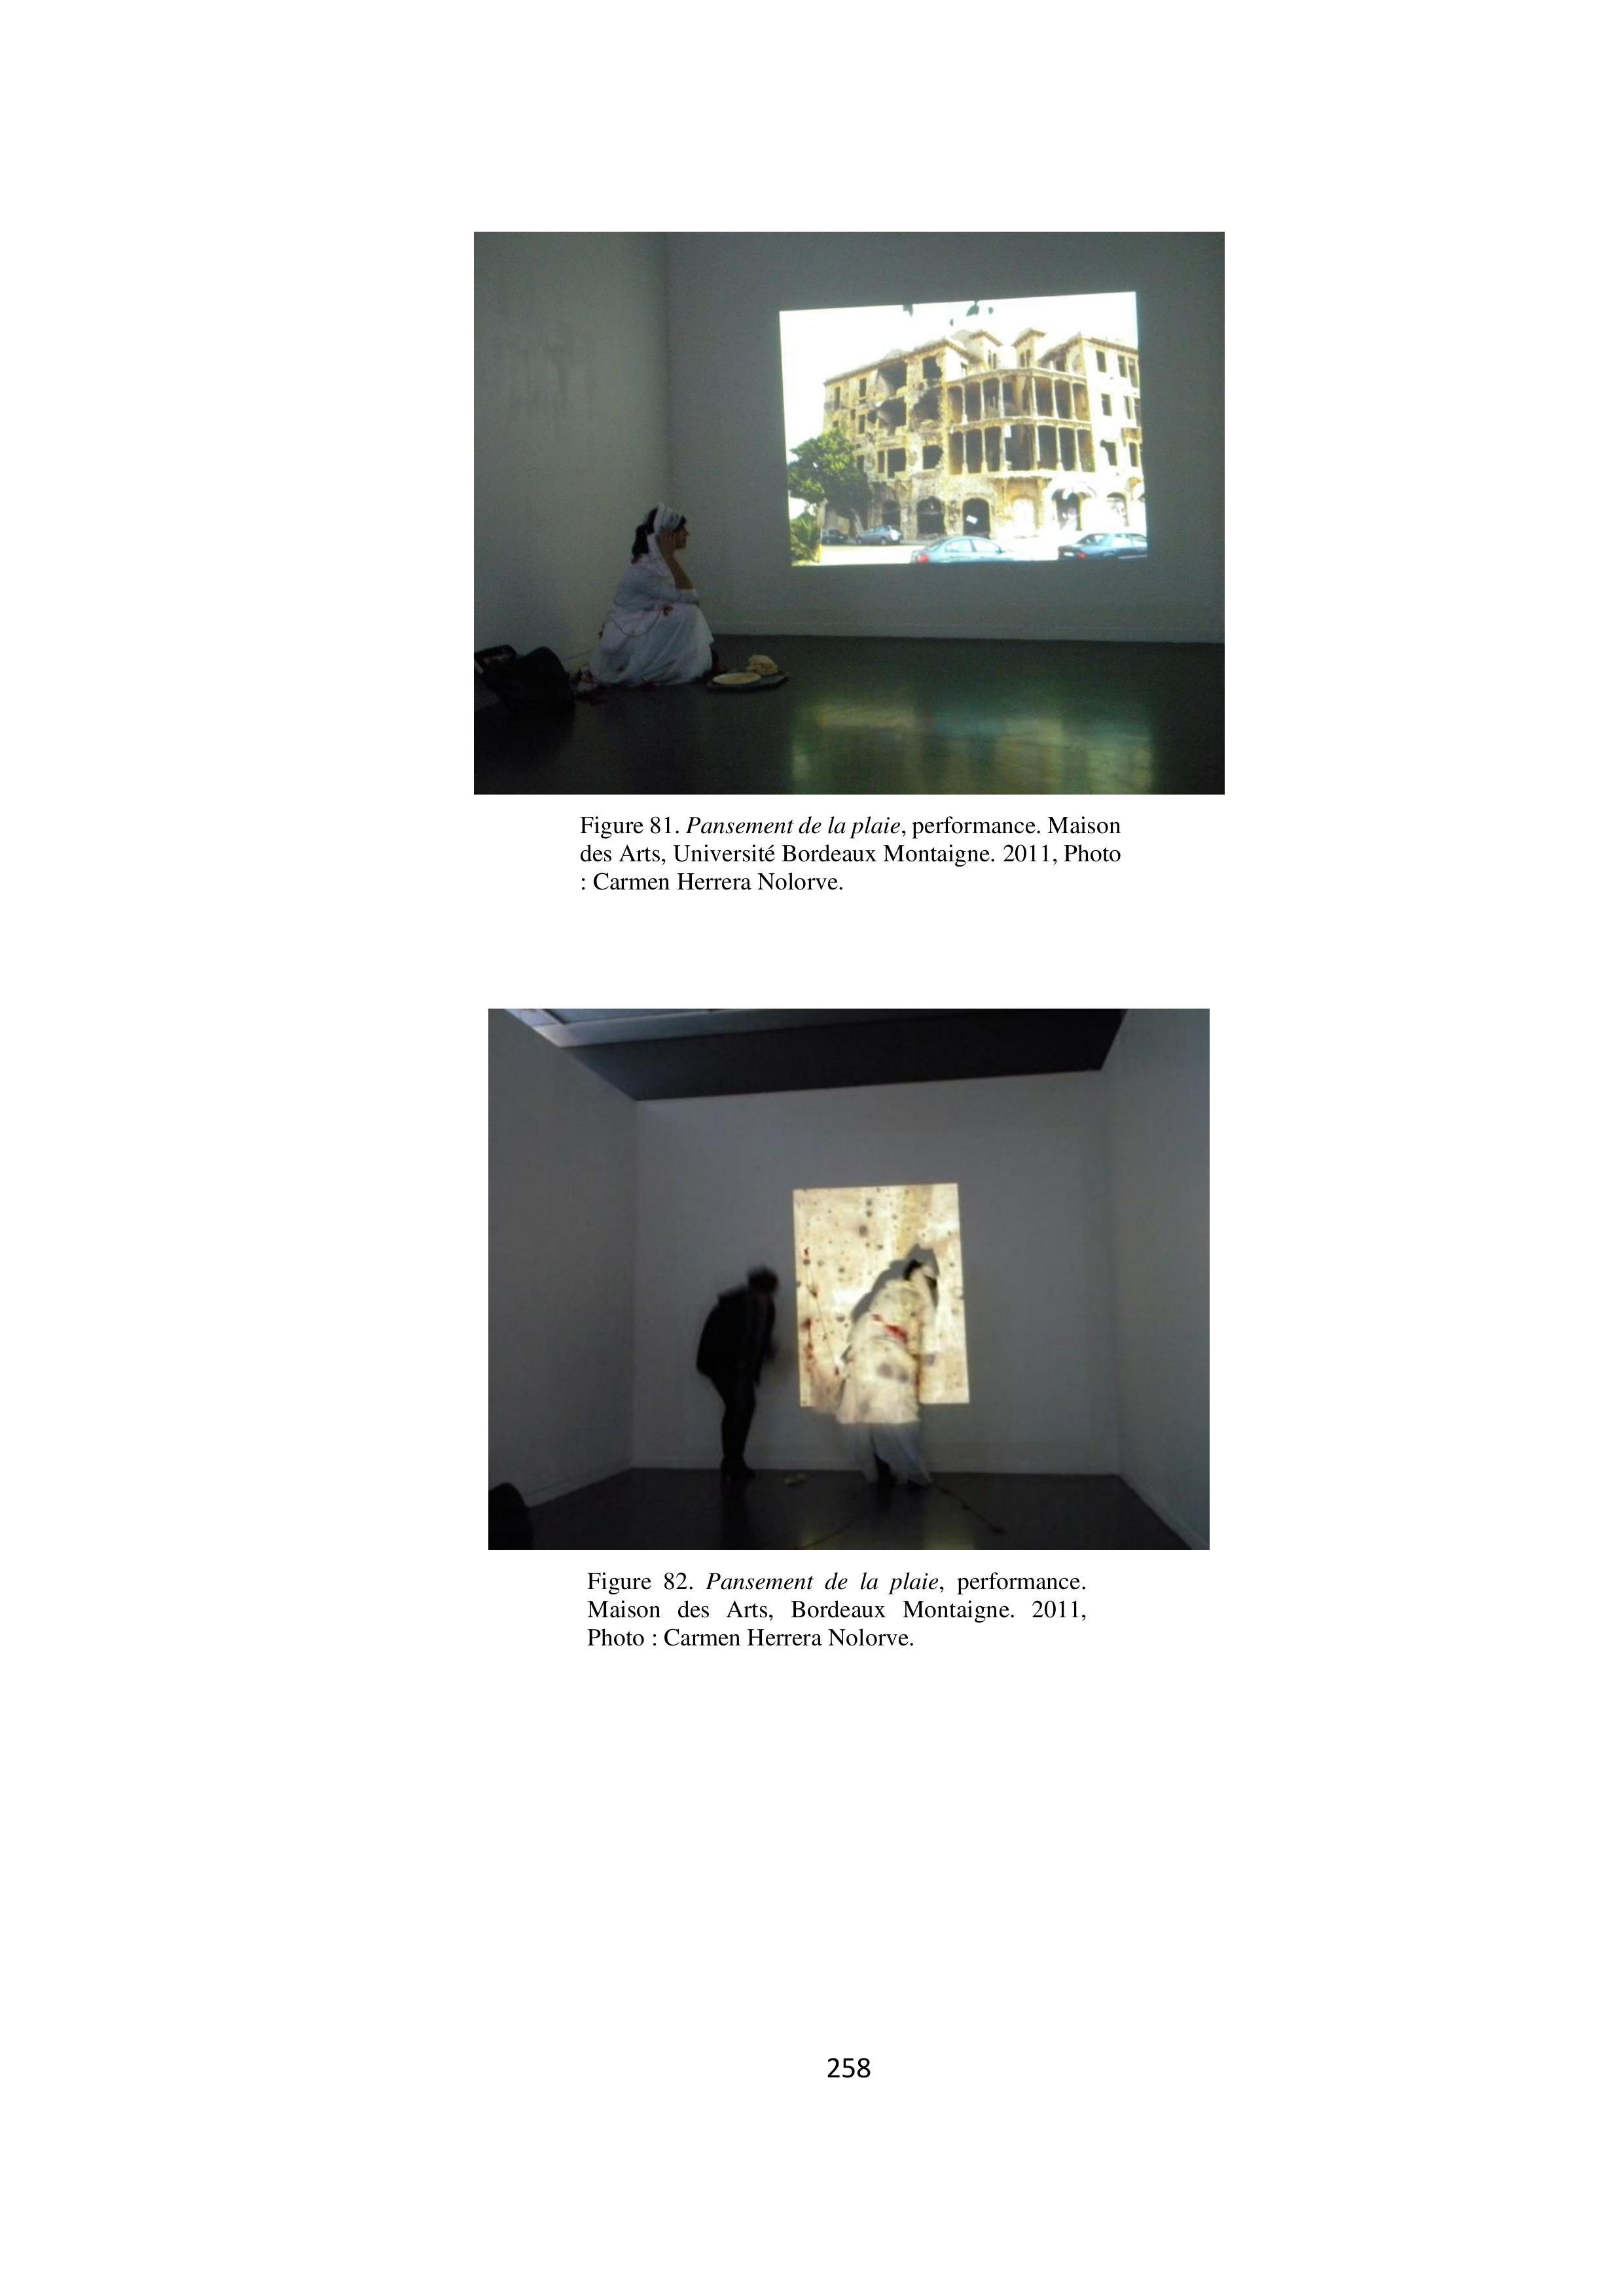 Figure 81. Pansement de la plaie, performance. Maison
des Arts, Université Bordeaux Montaigne. 2011, Photo
: Carmen Herrera Nolorve.
Figure 82. Pansement de la plaie, performance.
Maison des Arts, Bordeaux Montaigne. 2011,
Photo : Carmen Herrera Nolorve.
258